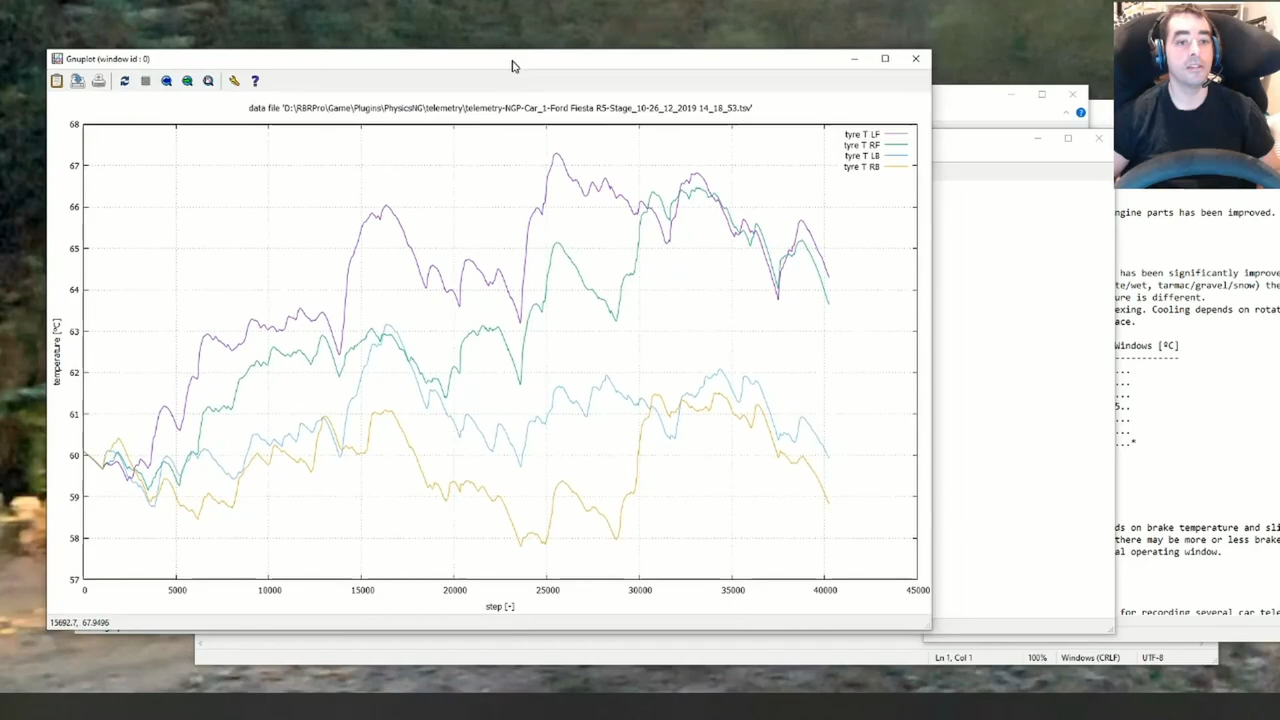 Gnuplot (window id : 0)
data file 'D:\RBRPro\Game\Plugins\PhysicsNG\telemetry\telemetry-NGP-Car_1-Ford Fiesta R5-Stage_10-26_12_2019 14_18_53.tsv'
68
67
66
65
64
63
62
61
60
59
58
57
temperature [ºC]
tyre T LF
tyre T RF
tyre T LB
tyre T RB
0
5000
10000
15000
20000
25000
30000
35000
40000
45000
step [-]
15692.7, 67.9496
ngine parts has been improved.
has been significantly improve
te/wet, tarmac/gravel/snow) the
ure is different.
exing. Cooling depends on rotat
ace.
Windows [ºC]
------------
...
...
...
5..
...
...
...*
ds on brake temperature and sli
there may be more or less brake
al operating window.
for recording several car tele
Ln 1, Col 1
100%
Windows (CRLF)
UTF-8